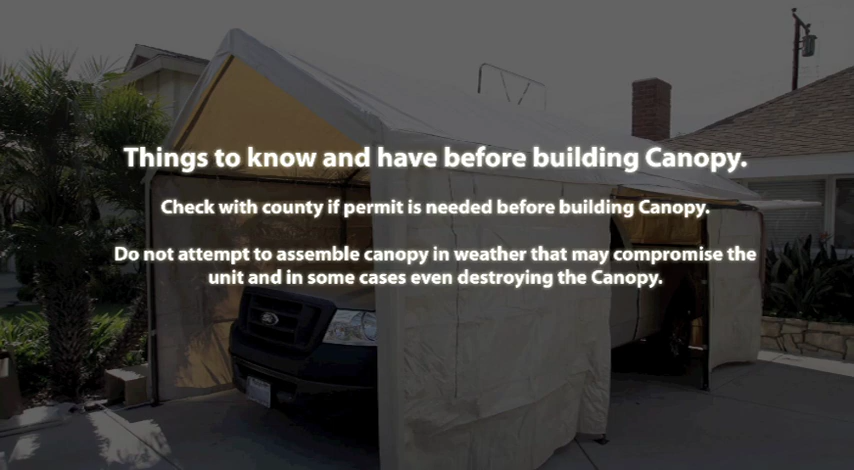 Things to know and have before building Canopy.
Check with county if permit is needed before building Canopy.
Do not attempt to assemble canopy in weather that may compromise the
unit and in some cases even destroying the Canopy.
Ford